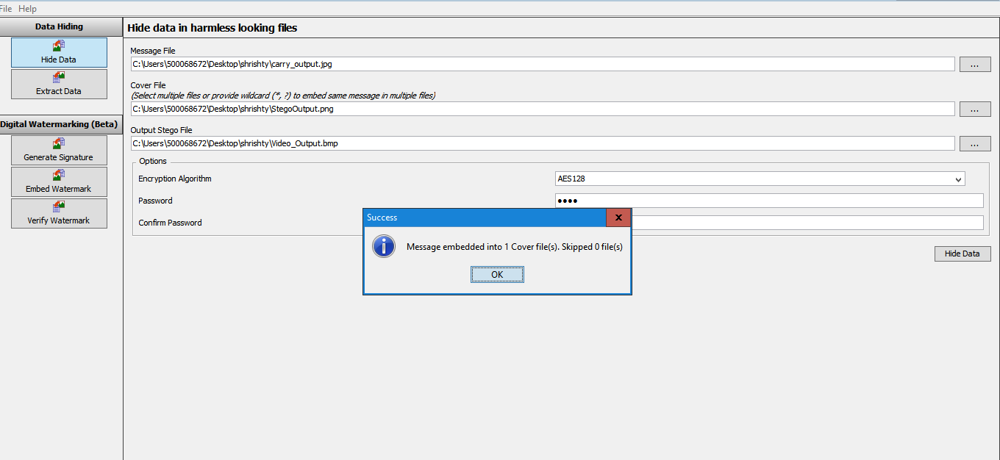 File Help
Data Hiding
Hide Data
Extract Data
Digital Watermarking (Beta)
Generate Signature
Embed Watermark
Verify Watermark
Hide data in harmless looking files
Message File
C:\Users\500068672\Desktop\shrishty\carry_output.jpg
...
Cover File
(Select multiple files or provide wildcard (*, ?) to embed same message in multiple files)
C:\Users\500068672\Desktop\shrishty\StegoOutput.png
...
Output Stego File
C:\Users\500068672\Desktop\shrishty\Video_Output.bmp
...
Options
Encryption Algorithm
AES128
Password
••••
Confirm Password
Success
x
Message embedded into 1 Cover file(s). Skipped 0 file(s)
OK
Hide Data